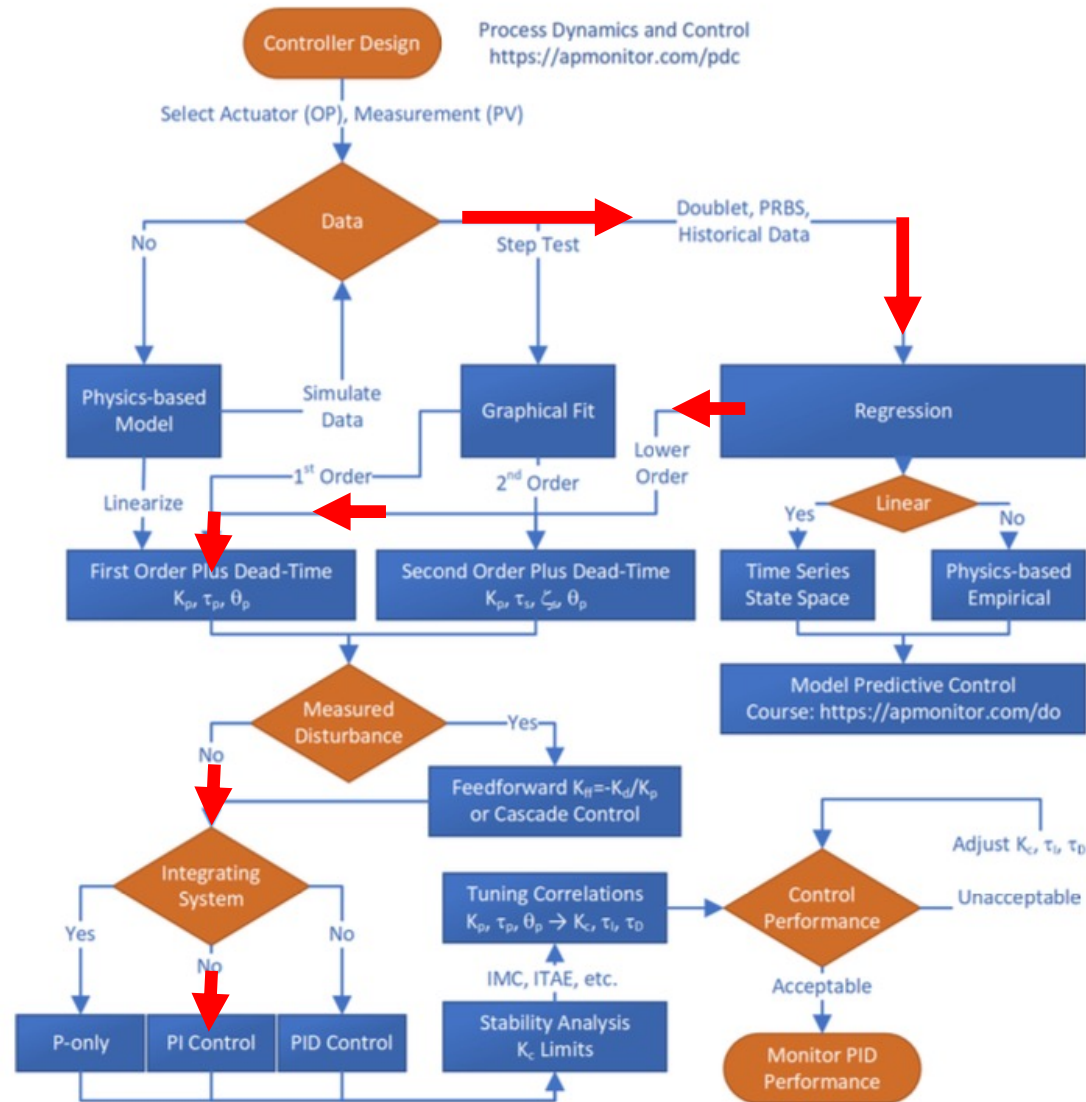 Controller Design
Process Dynamics and Control
https://apmonitor.com/pdc
Select Actuator (OP), Measurement (PV)
Data
No
Step Test
Doublet, PRBS,
Historical Data
Physics-based
Model
Simulate
Data
Graphical Fit
Regression
Linearize
1st Order
2nd Order
Lower
Order
Linear
Yes
No
First Order Plus Dead-Time
Kp, τp, θp
Second Order Plus Dead-Time
Kp, τs, ζs, θp
Time Series
State Space
Physics-based
Empirical
Model Predictive Control
Course: https://apmonitor.com/do
Measured
Disturbance
No
Yes
Feedforward Kff=-Kd/Kp
or Cascade Control
Integrating
System
Yes
No
No
Tuning Correlations
Kp, τp, θp → Kc, τI, τD
Control
Performance
Adjust Kc, τI, τD
Unacceptable
IMC, ITAE, etc.
Acceptable
P-only
PI Control
PID Control
Stability Analysis
Kc Limits
Monitor PID
Performance